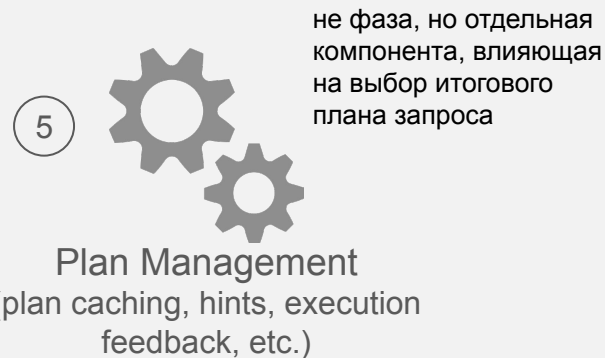 не фаза, но отдельная
компонента, влияющая
на выбор итогового
плана запроса
5
Plan Management
(plan caching, hints, execution
feedback, etc.)